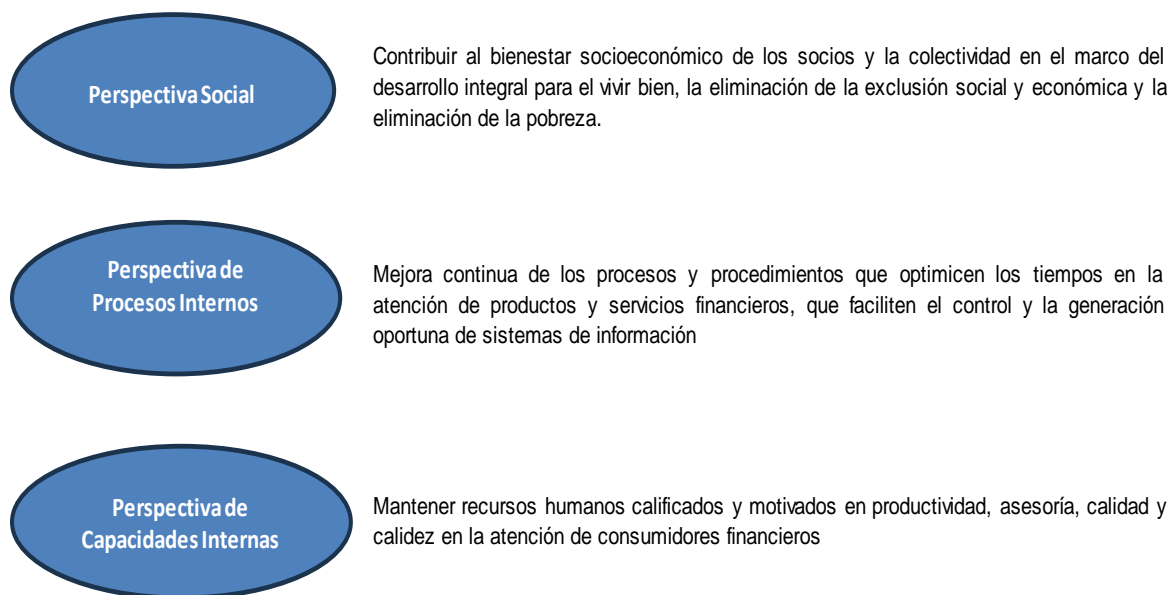 Perspectiva Social
Contribuir al bienestar socioeconómico de los socios y la colectividad en el marco del
desarrollo integral para el vivir bien, la eliminación de la exclusión social y económica y la
eliminación de la pobreza.
Perspectiva de
Procesos Internos
Mejora continua de los procesos y procedimientos que optimicen los tiempos en la
atención de productos y servicios financieros, que faciliten el control y la generación
oportuna de sistemas de información
Perspectiva de
Capacidades Internas
Mantener recursos humanos calificados y motivados en productividad, asesoría, calidad y
calidez en la atención de consumidores financieros